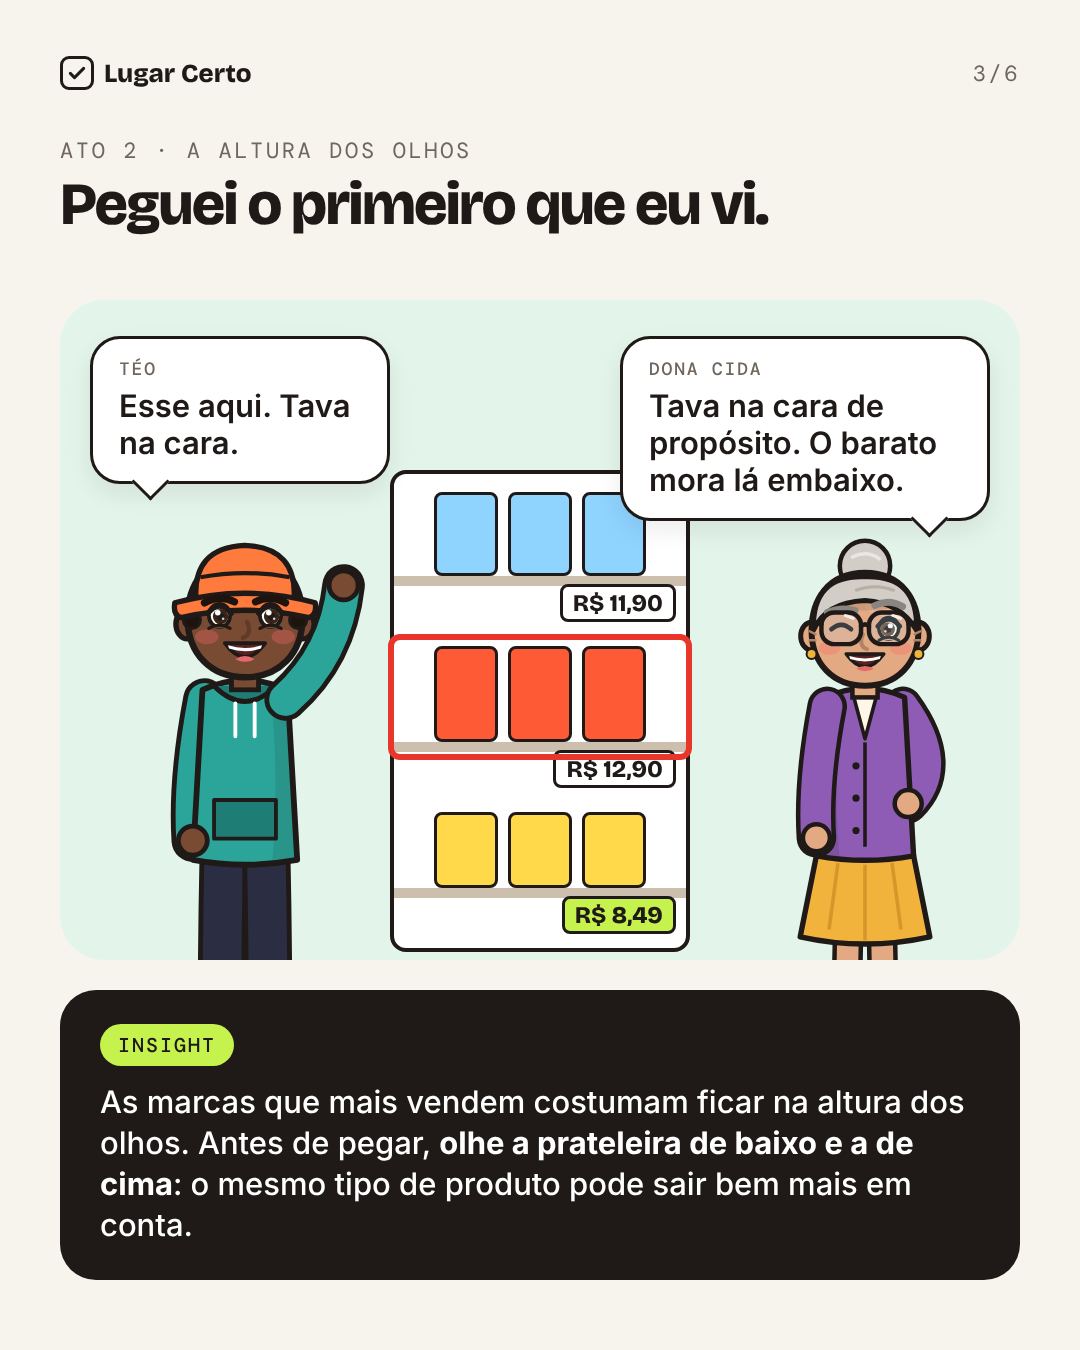 Lugar Certo
3/6
ATO 2 · A ALTURA DOS OLHOS
Peguei o primeiro que eu vi.
TÉO
Esse aqui. Tava
na cara.
DONA CIDA
Tava na cara de
propósito. O barato
mora lá embaixo.
R$ 11,90
R$ 12,90
R$ 8,49
INSIGHT
As marcas que mais vendem costumam ficar na altura dos
olhos. Antes de pegar, olhe a prateleira de baixo e a de
cima: o mesmo tipo de produto pode sair bem mais em
conta.